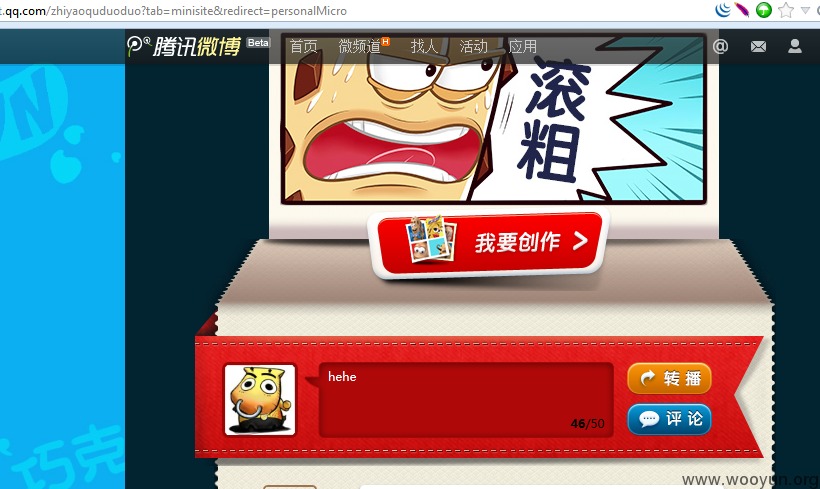 t.qq.com/zhiyaoquduoduo?tab=minisite&redirect=personalMicro
腾讯微博 Beta 首页 微频道 H 找人 活动 应用 @
滚
粗
我要创作 >
hehe
转播
46/50
评论
巧克
www.wooyun.org